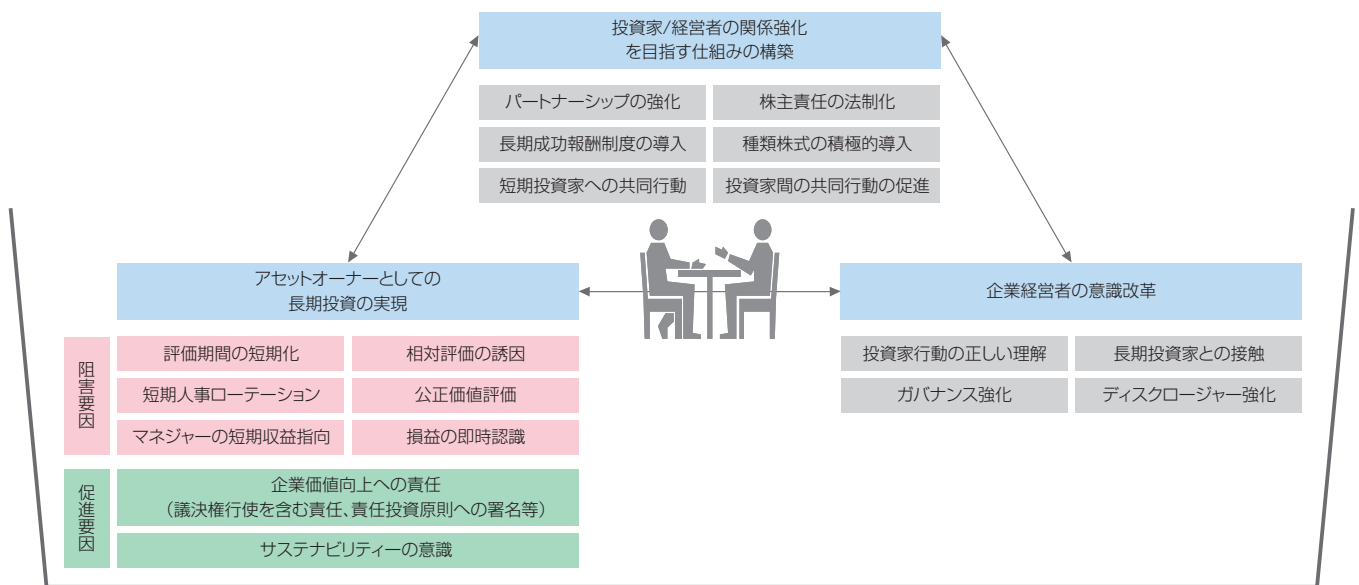 投資家/経営者の関係強化
を目指す仕組みの構築
パートナーシップの強化
株主責任の法制化
長期成功報酬制度の導入
種類株式の積極的導入
短期投資家への共同行動
投資家間の共同行動の促進
アセットオーナーとしての
長期投資の実現
企業経営者の意識改革
阻害要因
評価期間の短期化
相対評価の誘因
短期人事ローテーション
公正価値評価
マネジャーの短期収益指向
損益の即時認識
促進要因
企業価値向上への責任
（議決権行使を含む責任、責任投資原則への署名等）
サステナビリティーの意識
投資家行動の正しい理解
長期投資家との接触
ガバナンス強化
ディスクロージャー強化